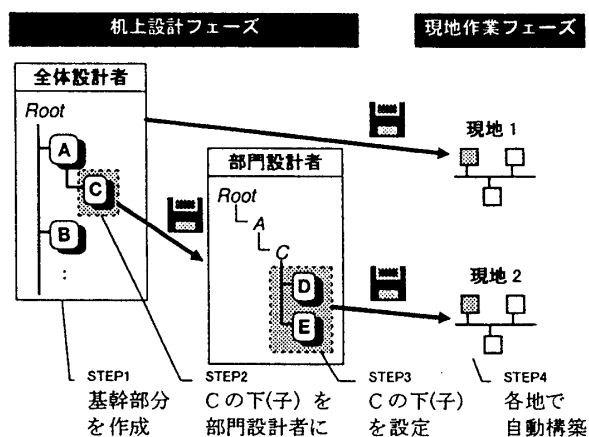 机上設計フェーズ
現地作業フェーズ
全体設計者
Root
A
C
B
:
部門設計者
Root
A
C
D
E
現地 1
現地 2
STEP1
基幹部分
を作成
STEP2
Cの下(子) を
部門設計者に
STEP3
Cの下(子)
を設定
STEP4
各地で
自動構築